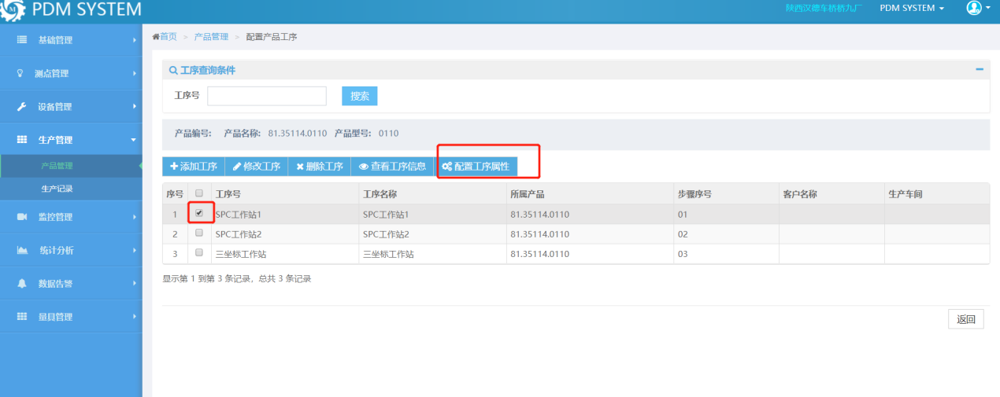 PDM SYSTEM
陕西汉德车桥桥九厂 PDM SYSTEM
基础管理
测点管理
设备管理
生产管理
产品管理
生产记录
监控管理
统计分析
数据告警
量具管理
首页 > 产品管理 > 配置产品工序
工序查询条件
工序号 搜索
产品编号: 产品名称: 81.35114.0110 产品型号: 0110
添加工序 修改工序 删除工序 查看工序信息 配置工序属性
序号 工序号 工序名称 所属产品 步骤序号 客户名称 生产车间
1 SPC工作站1 SPC工作站1 81.35114.0110 01
2 SPC工作站2 SPC工作站2 81.35114.0110 02
3 三坐标工作站 三坐标工作站 81.35114.0110 03
显示第 1 到第 3 条记录，总共 3 条记录
返回